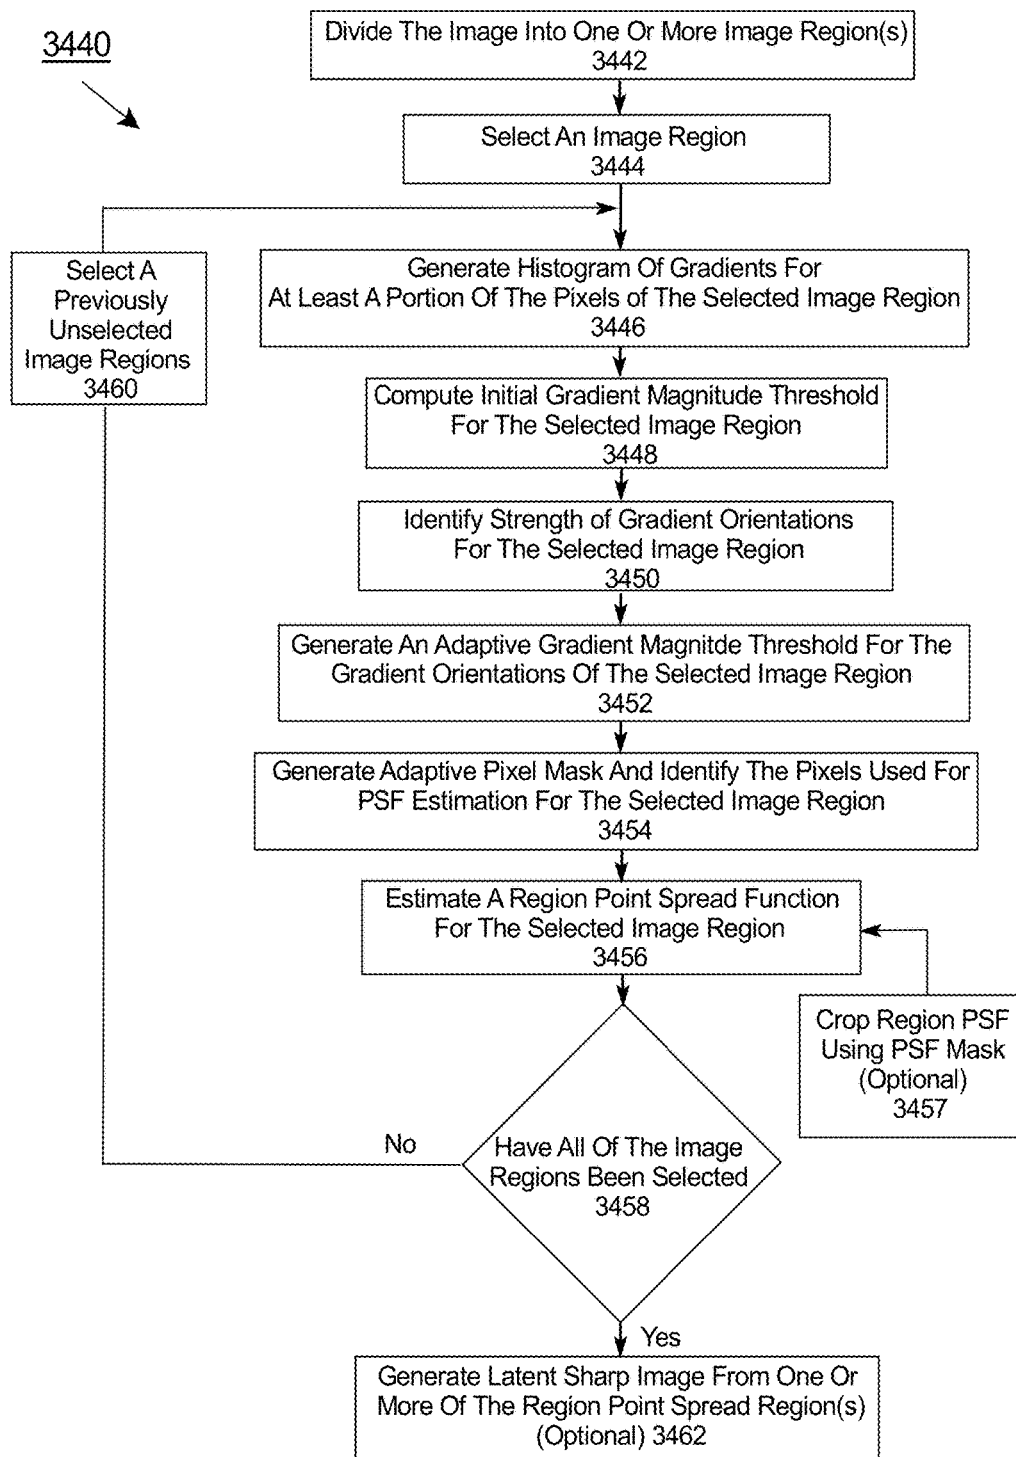 3440
Divide The Image Into One Or More Image Region(s)
3442
Select An Image Region
3444
Select A
Previously
Unselected
Image Regions
3460
Generate Histogram Of Gradients For
At Least A Portion Of The Pixels of The Selected Image Region
3446
Compute Initial Gradient Magnitude Threshold
For The Selected Image Region
3448
Identify Strength of Gradient Orientations
For The Selected Image Region
3450
Generate An Adaptive Gradient Magnitde Threshold For The
Gradient Orientations Of The Selected Image Region
3452
Generate Adaptive Pixel Mask And Identify The Pixels Used For
PSF Estimation For The Selected Image Region
3454
Estimate A Region Point Spread Function
For The Selected Image Region
3456
Crop Region PSF
Using PSF Mask
(Optional)
3457
No
Have All Of The Image
Regions Been Selected
3458
Yes
Generate Latent Sharp Image From One Or
More Of The Region Point Spread Region(s)
(Optional) 3462